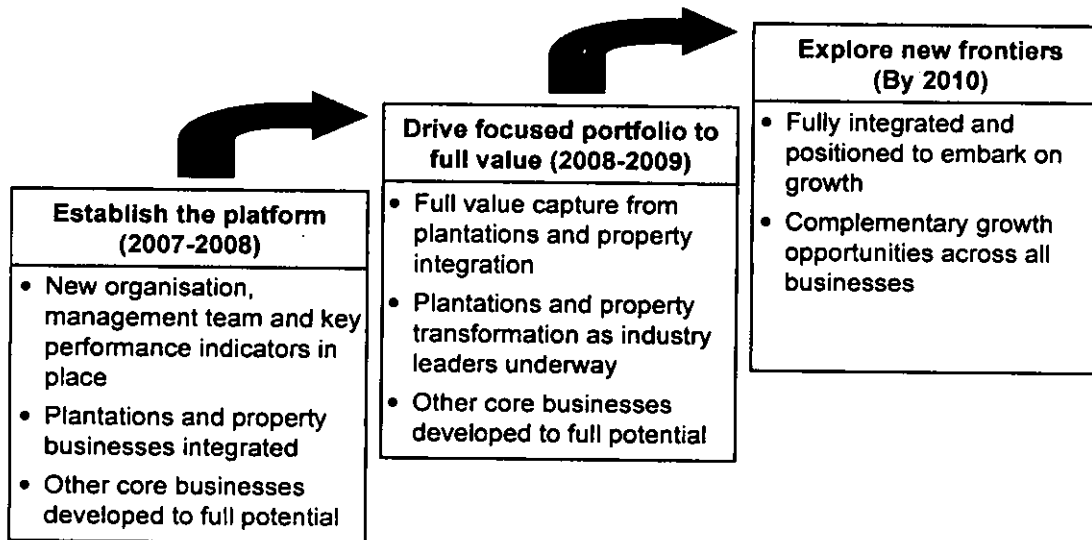 Establish the platform
(2007-2008)
• New organisation,
management team and key
performance indicators in
place
• Plantations and property
businesses integrated
• Other core businesses
developed to full potential
Drive focused portfolio to
full value (2008-2009)
• Full value capture from
plantations and property
integration
• Plantations and property
transformation as industry
leaders underway
• Other core businesses
developed to full potential
Explore new frontiers
(By 2010)
• Fully integrated and
positioned to embark on
growth
• Complementary growth
opportunities across all
businesses